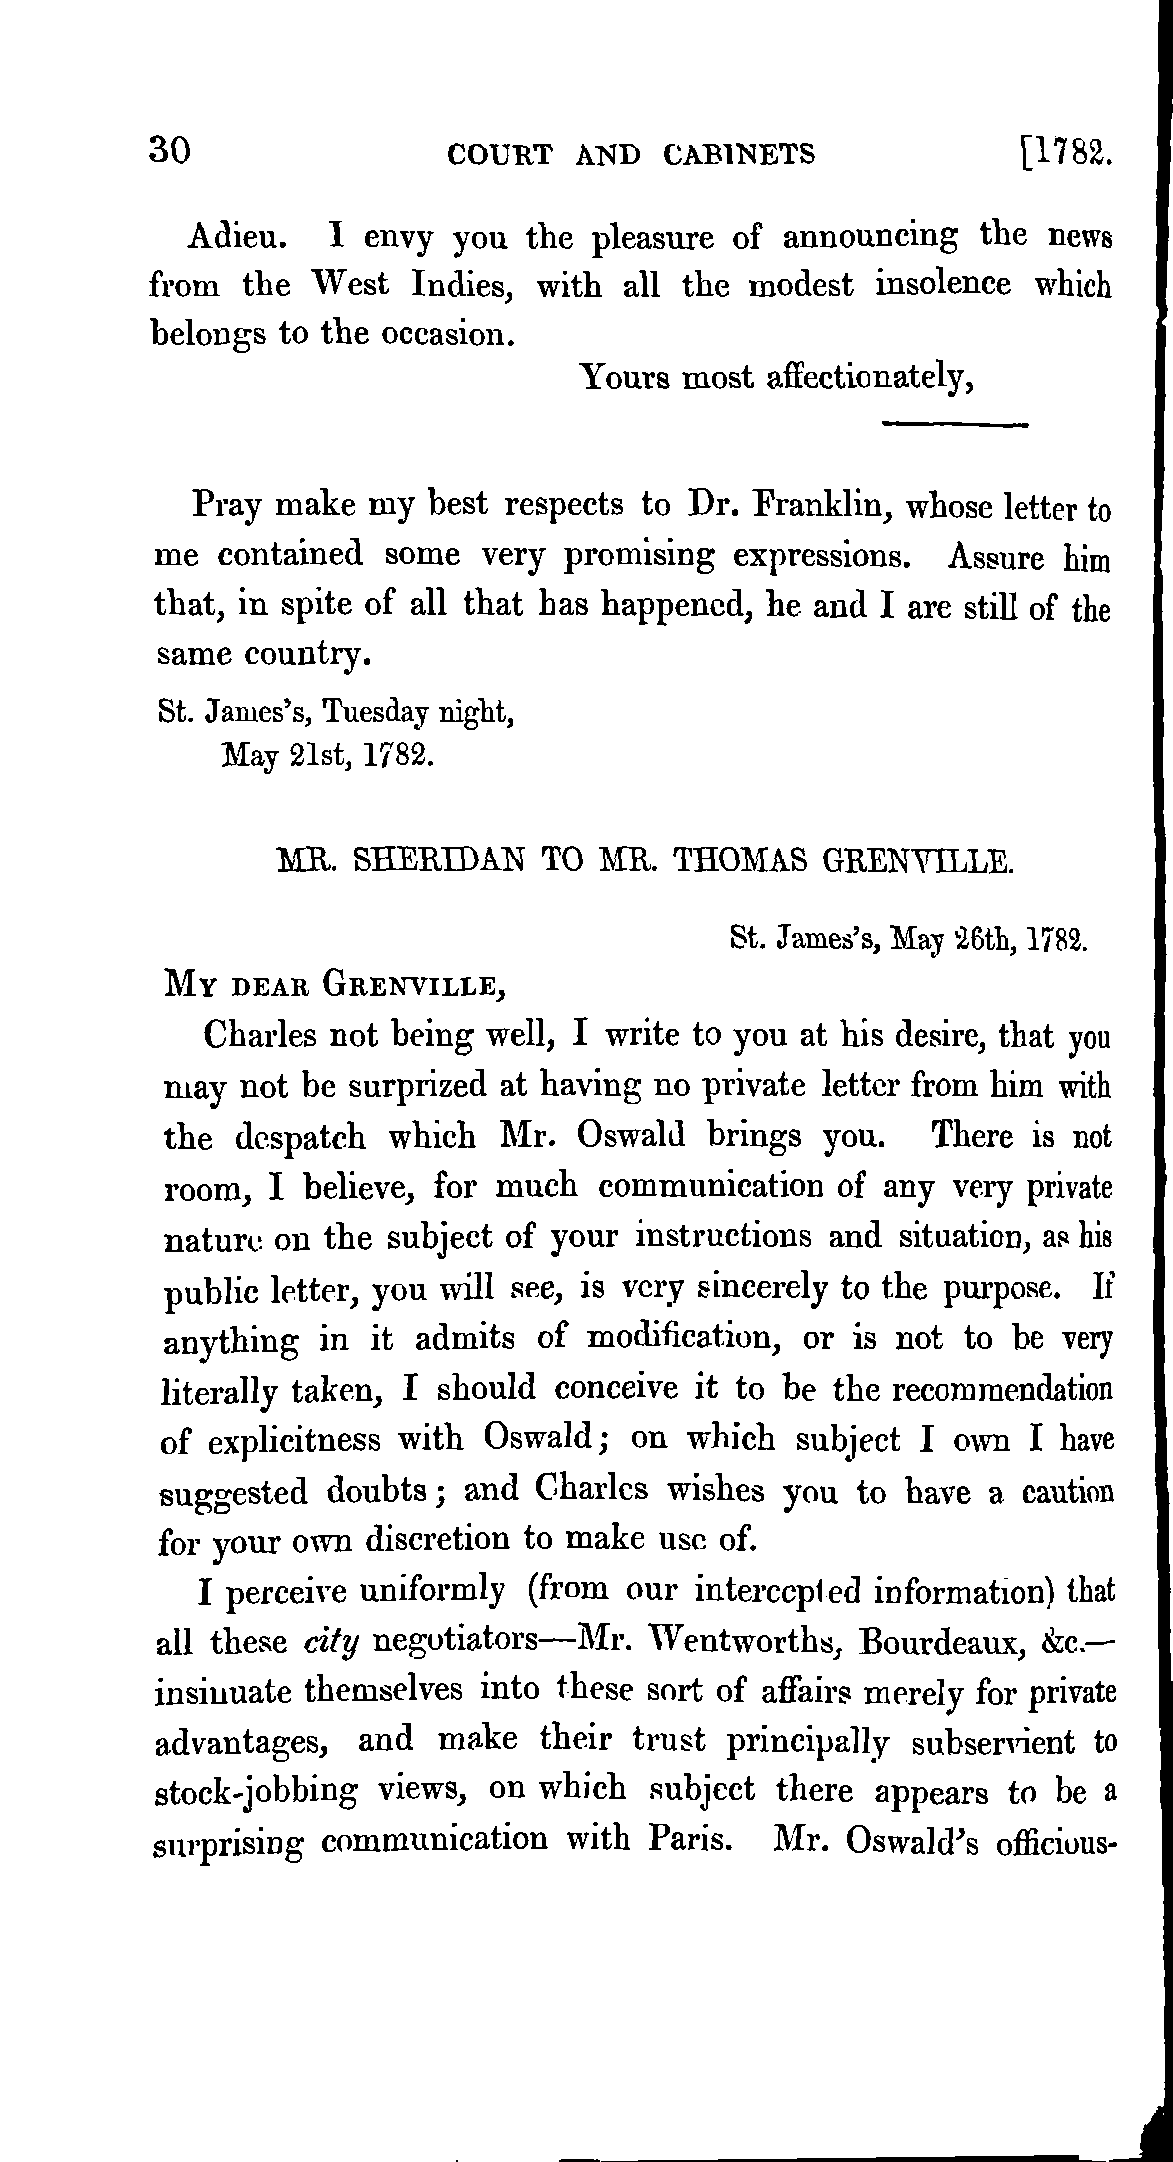 30 COURT AND CABINETS [1782.
Adieu. I envy you the pleasure of announcing the news
from the West Indies, with all the modest insolence which
belongs to the occasion.
Yours most affectionately,
Pray make my best respects to Dr. Franklin, whose letter to
me contained some very promising expressions. Assure him
that, in spite of all that has happened, he and I are still of the
same country.
St. James's, Tuesday night,
May 21st, 1782.
MR. SHERIDAN TO MR. THOMAS GRENVILLE.
St. James's, May 26th, 1782.
MY DEAR GRENVILLE,
Charles not being well, I write to you at his desire, that you
may not be surprized at having no private letter from him with
the despatch which Mr. Oswald brings you. There is not
room, I believe, for much communication of any very private
nature on the subject of your instructions and situation, as his
public letter, you will see, is very sincerely to the purpose. If
anything in it admits of modification, or is not to be very
literally taken, I should conceive it to be the recommendation
of explicitness with Oswald; on which subject I own I have
suggested doubts; and Charles wishes you to have a caution
for your own discretion to make use of.
I perceive uniformly (from our intercepted information) that
all these city negotiators—Mr. Wentworths, Bourdeaux, &c.—
insinuate themselves into these sort of affairs merely for private
advantages, and make their trust principally subservient to
stock-jobbing views, on which subject there appears to be a
surprising communication with Paris. Mr. Oswald's officious-